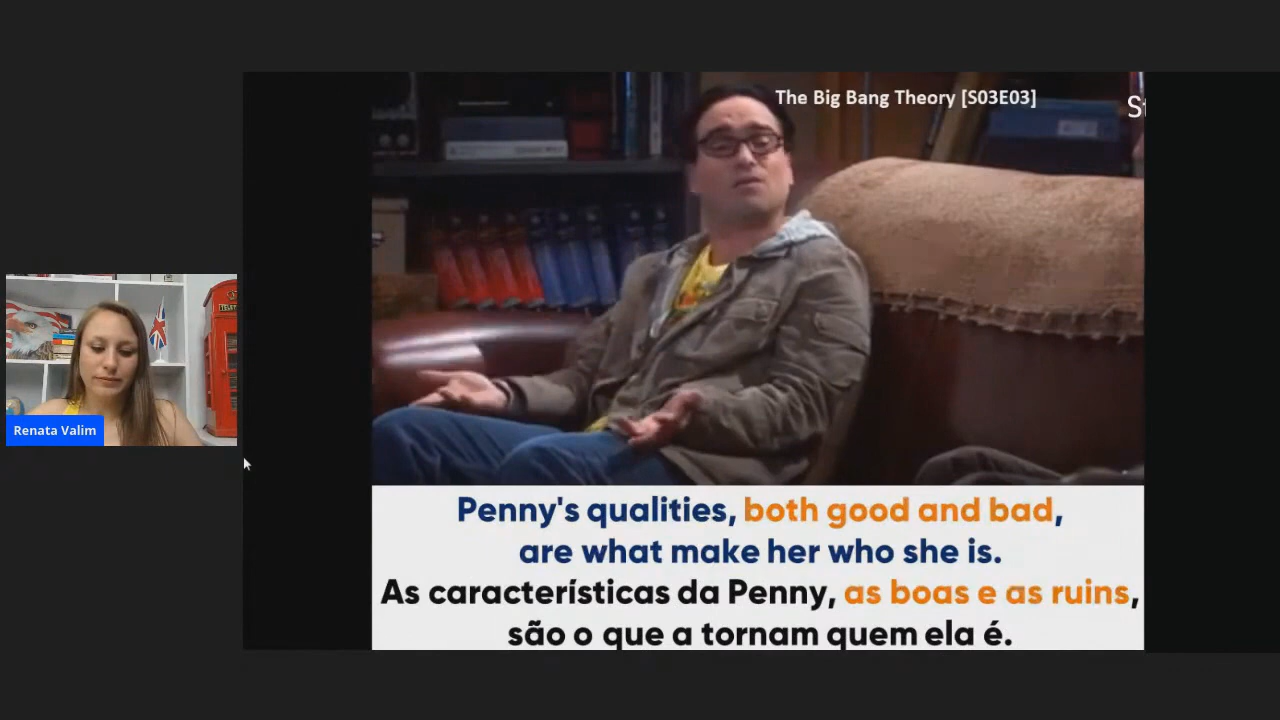 The Big Bang Theory [S03E03]
Renata Valim
Penny's qualities, both good and bad,
are what make her who she is.
As características da Penny, as boas e as ruins,
são o que a tornam quem ela é.